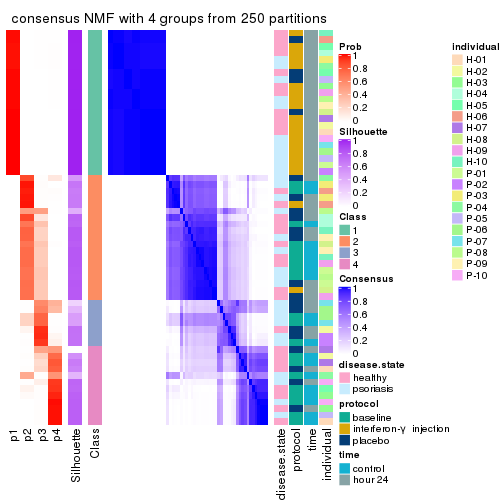 consensus NMF with 4 groups from 250 partitions
p1
p2
p3
p4
Silhouette
Class
disease.state
protocol
time
individual
Prob
1
0.8
0.6
0.4
0.2
0
Silhouette
1
0.8
0.6
0.4
0.2
0
Class
1
2
3
4
Consensus
1
0.8
0.6
0.4
0.2
0
disease.state
healthy
psoriasis
protocol
baseline
interferon-γ injection
placebo
time
control
hour 24
individual
H-01
H-02
H-03
H-04
H-05
H-06
H-07
H-08
H-09
H-10
P-01
P-02
P-03
P-04
P-05
P-06
P-07
P-08
P-09
P-10